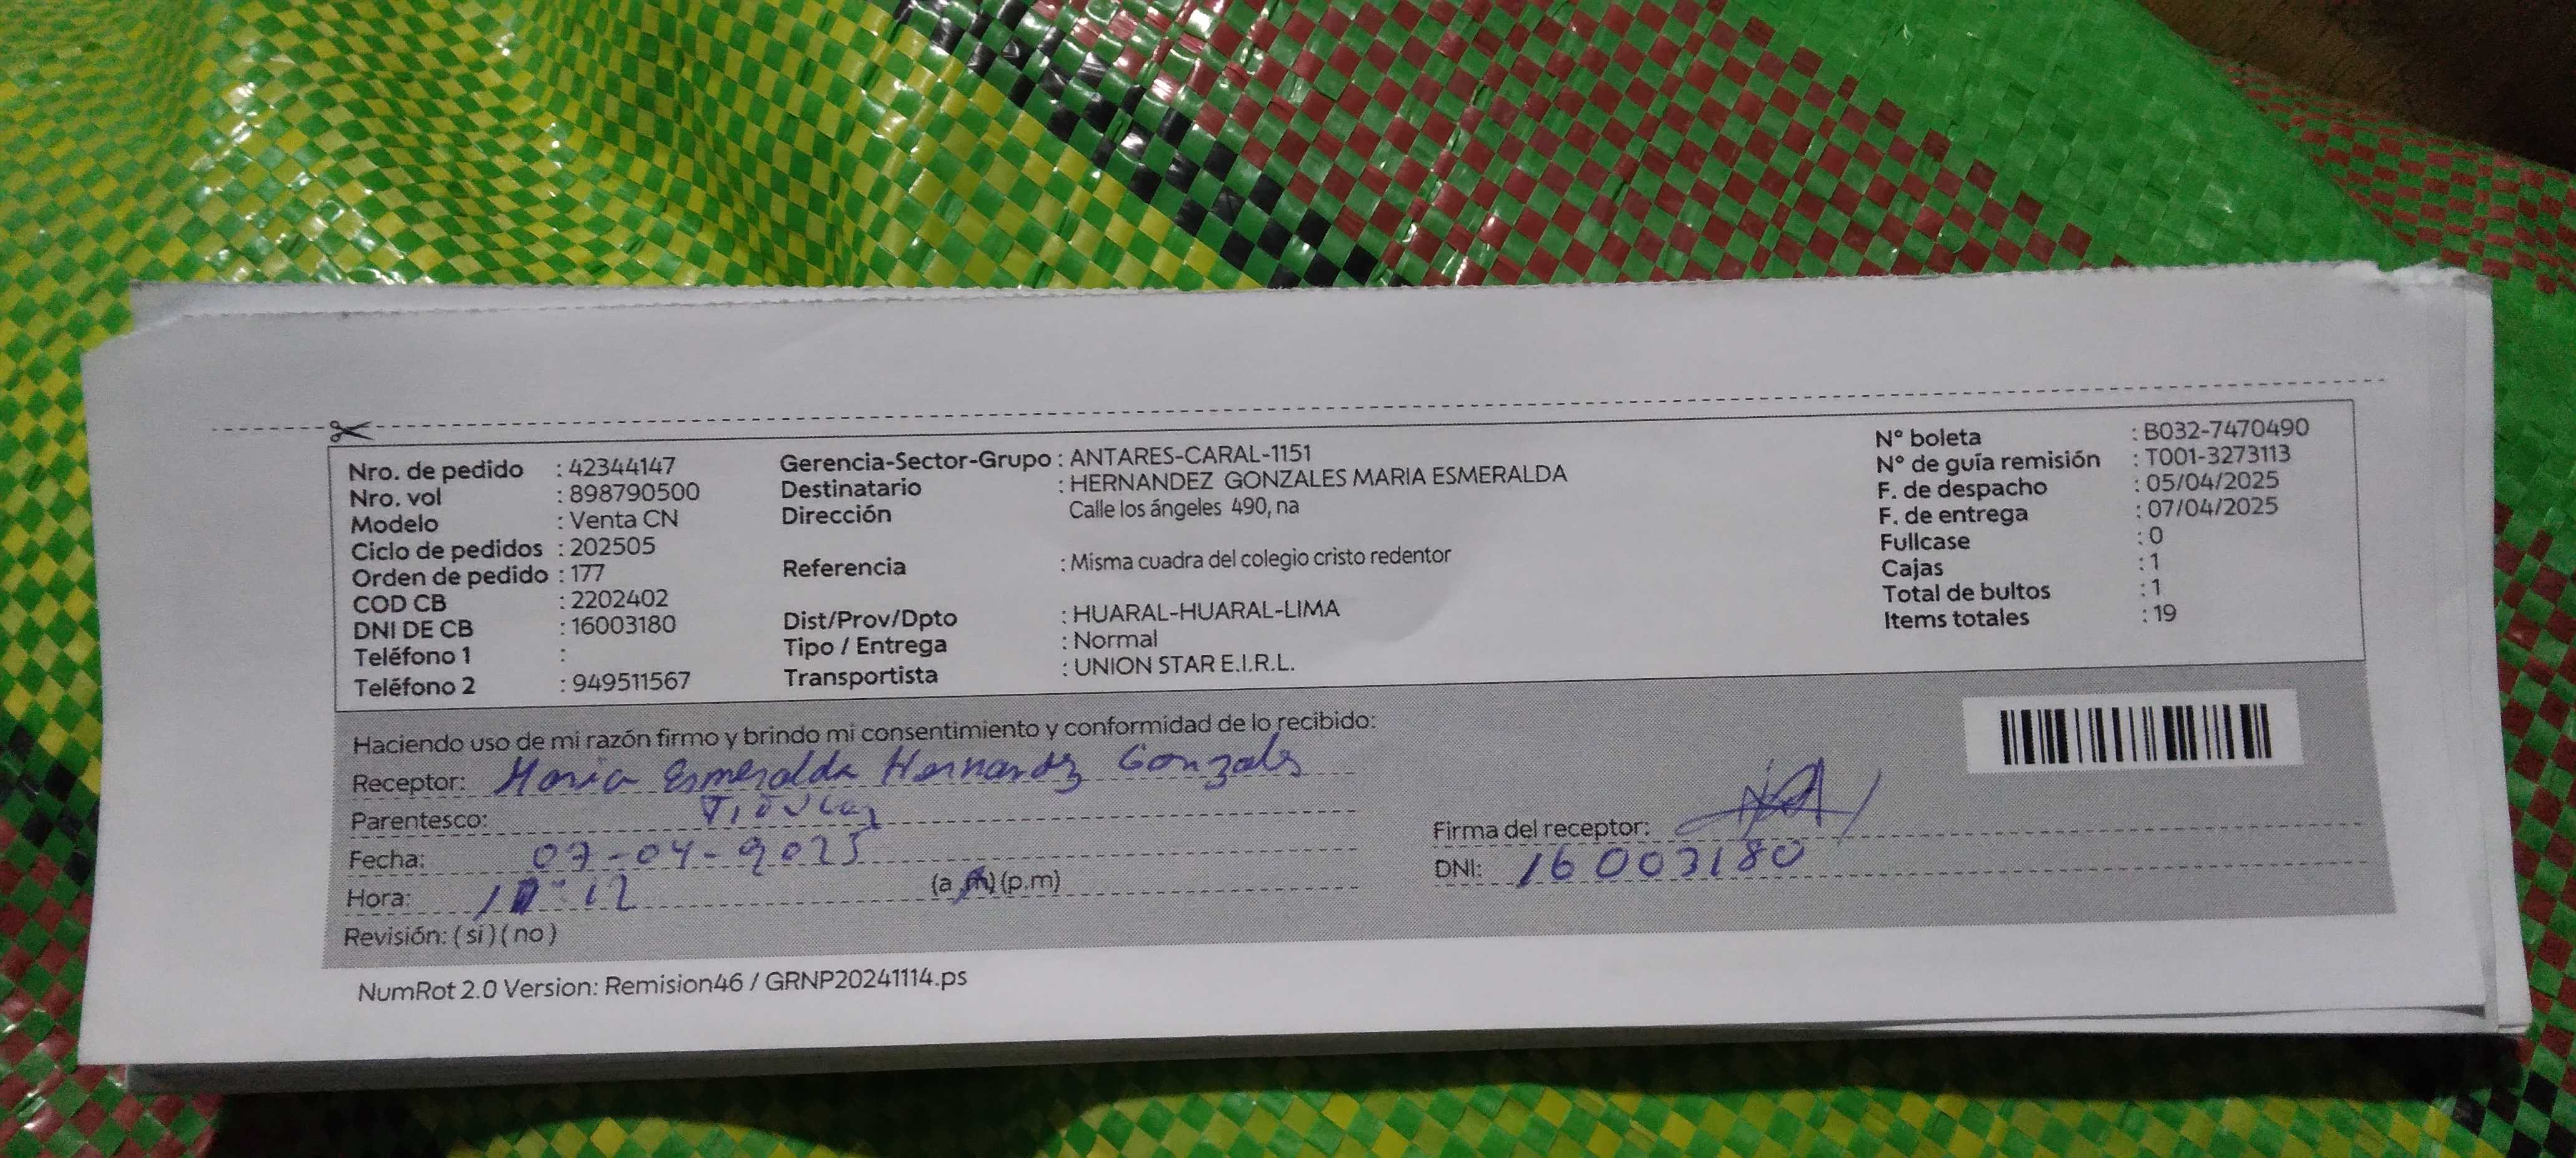 Nro. de pedido : 42344147
Nro. vol : 898790500
Modelo : Venta CN
Ciclo de pedidos : 202505
Orden de pedido : 177
COD CB : 2202402
DNI DE CB : 16003180
Teléfono 1 :
Teléfono 2 : 949511567
Gerencia-Sector-Grupo : ANTARES-CARAL-1151
Destinatario : HERNANDEZ GONZALES MARIA ESMERALDA
Dirección Calle los ángeles 490, na
Referencia : Misma cuadra del colegio cristo redentor
Dist/Prov/Dpto : HUARAL-HUARAL-LIMA
Tipo / Entrega : Normal
Transportista : UNION STAR E.I.R.L.
N° boleta : B032-7470490
N° de guía remisión : T001-3273113
F. de despacho : 05/04/2025
F. de entrega : 07/04/2025
Fullcase : 0
Cajas : 1
Total de bultos : 1
Items totales : 19
Haciendo uso de mi razón firmo y brindo mi consentimiento y conformidad de lo recibido:
Receptor: Maria Esmeralda Hernandez Gonzales
Parentesco: Titular
Fecha: 07-04-2025
Hora: (a.m) (p.m)
Revisión: (si) (no)
Firma del receptor:
DNI: 16003180
NumRot 2.0 Version: Remision46 / GRNP20241114.ps